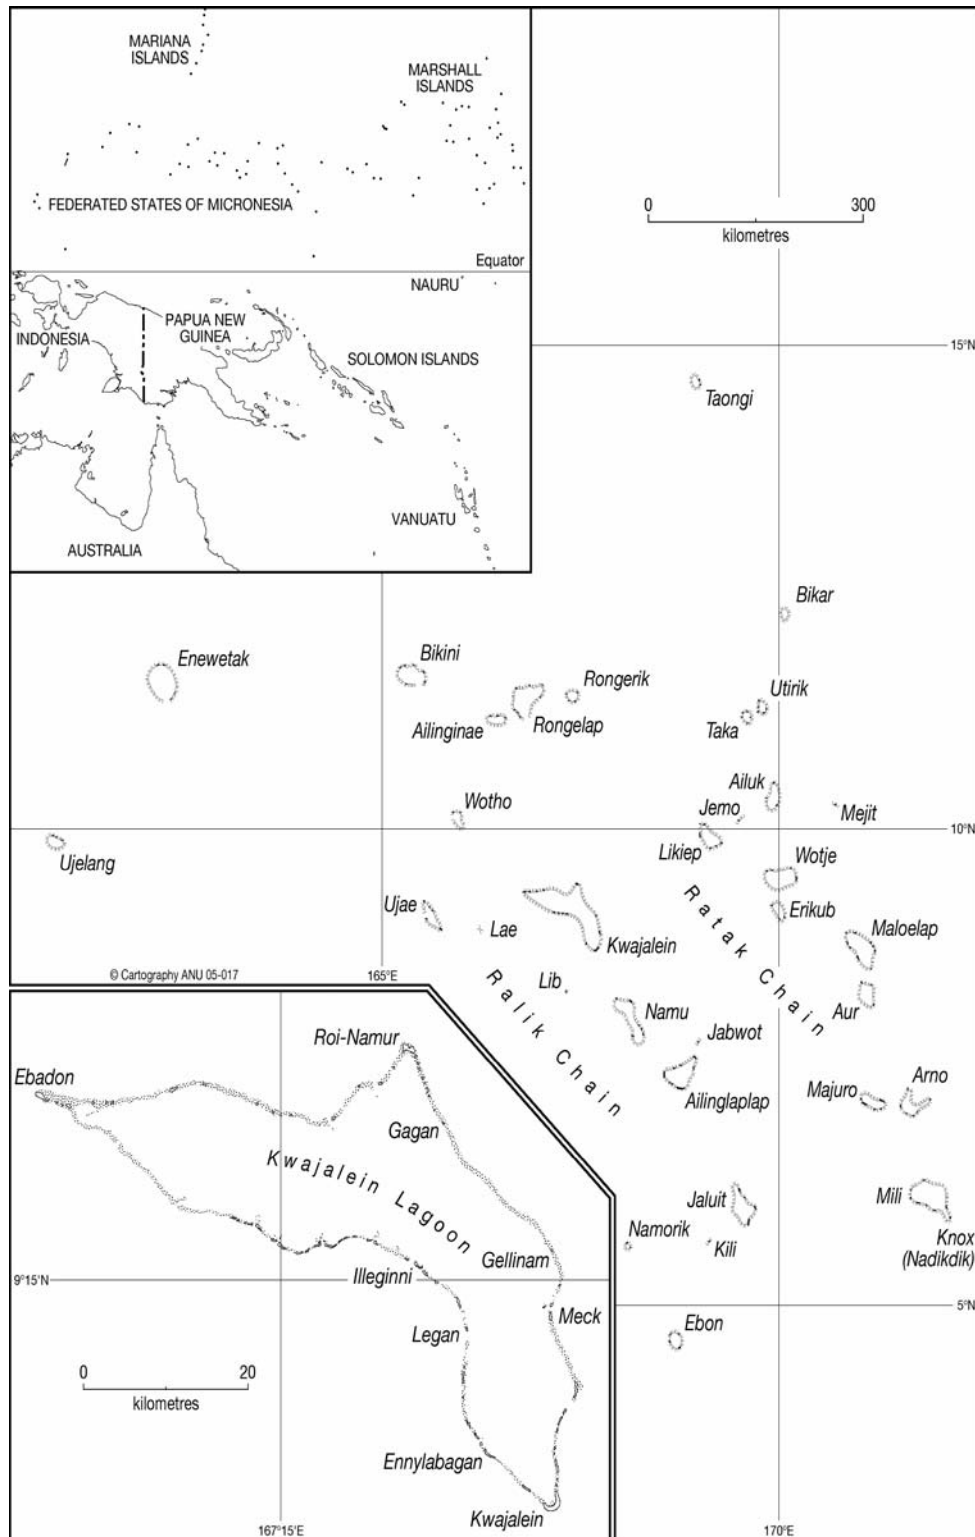 MARIANA
ISLANDS
MARSHALL
ISLANDS
FEDERATED STATES OF MICRONESIA
Equator
NAURU
PAPUA NEW
GUINEA
INDONESIA
SOLOMON ISLANDS
VANUATU
AUSTRALIA
0 300
kilometres
15°N
Taongi
Bikar
Enewetak
Bikini
Rongerik
Utirik
Ailinginae
Rongelap
Taka
Ailuk
Wotho
Jemo
Mejit
10°N
Ujelang
Likiep
Wotje
Ujae
Lae
Kwajalein
Erikub
Maloelap
Ratak Chain
© Cartography ANU 05-017
165°E
Lib
Ralik Chain
Namu
Aur
Jabwot
Ailinglaplap
Majuro
Arno
Jaluit
Mili
Namorik
Kili
Knox
(Nadikdik)
5°N
Ebon
170°E
Roi-Namur
Ebadon
Gagan
Kwajalein Lagoon
Gellinam
Illeginni
9°15'N
Meck
Legan
0 20
kilometres
Ennylabagan
Kwajalein
167°15'E